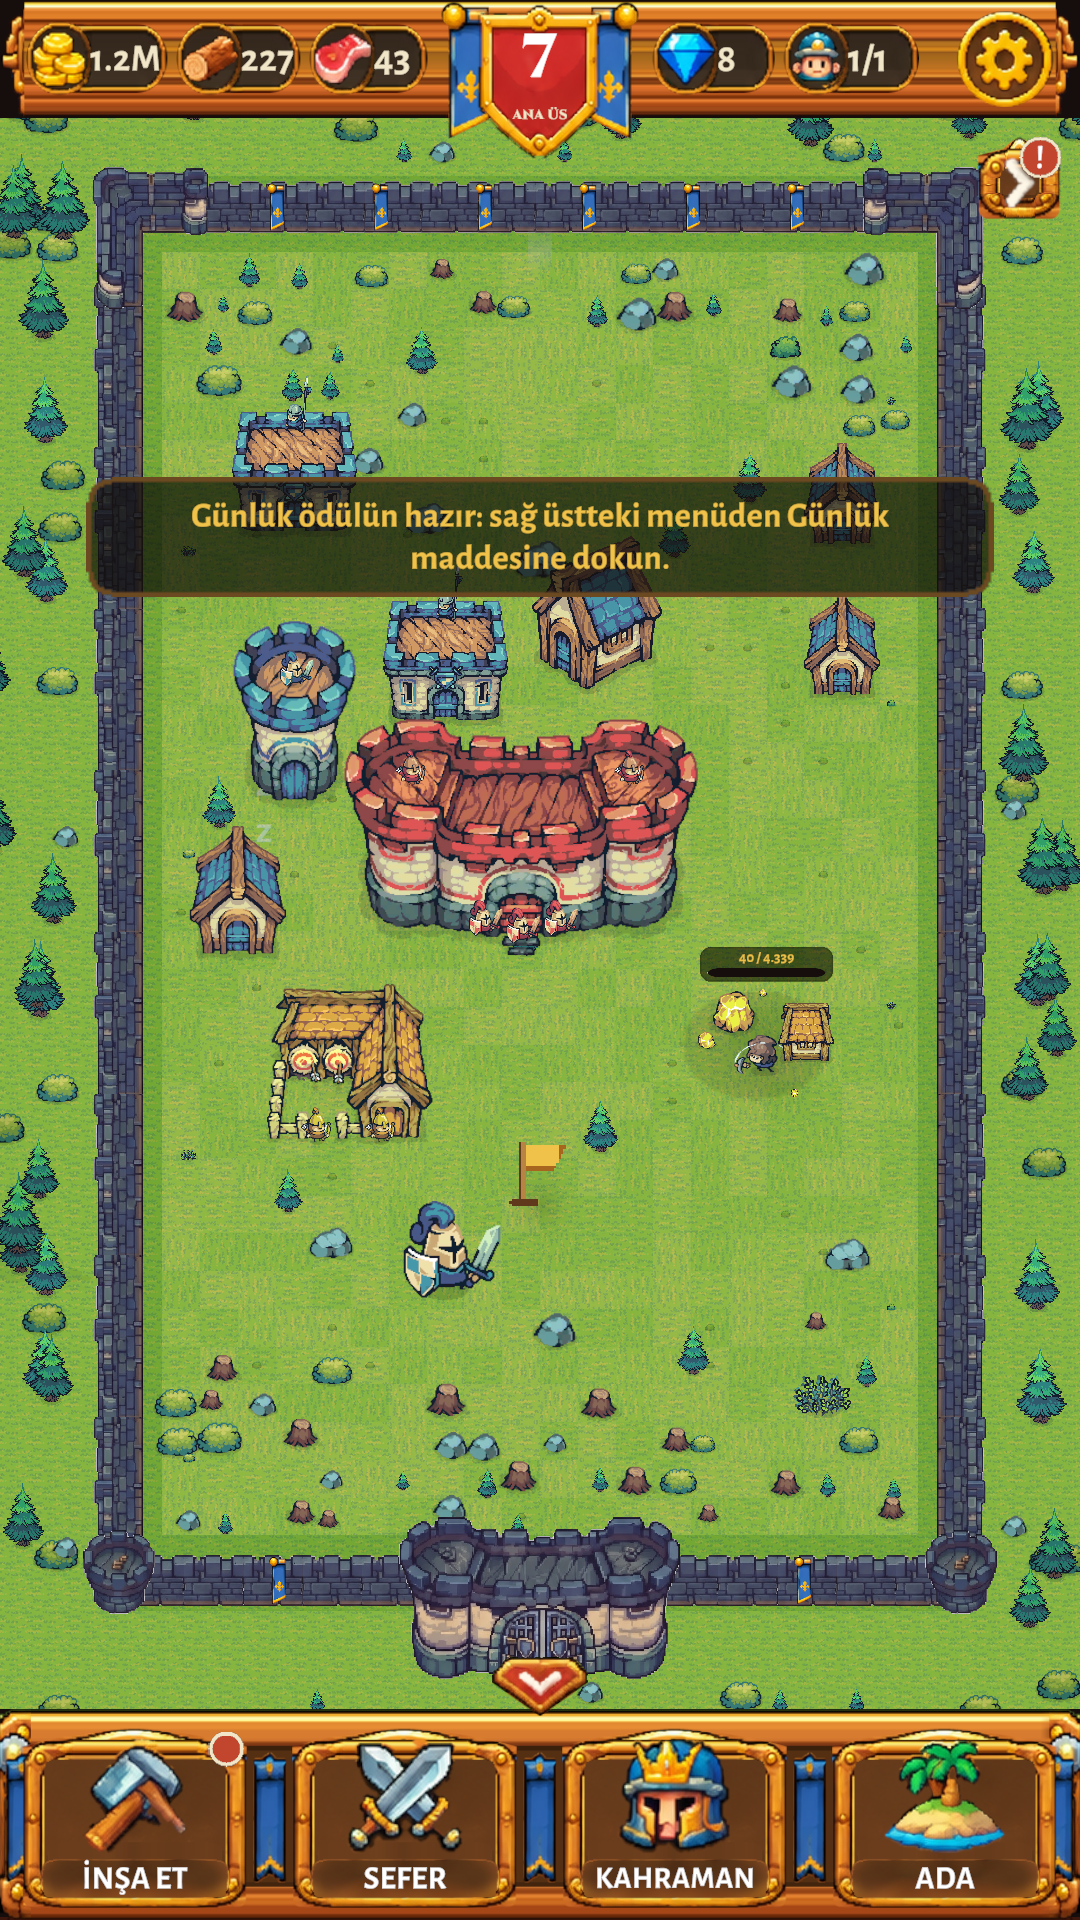 1.2M
227
43
7
ANA ÜS
8
1/1
!
Günlük ödülün hazır: sağ üstteki menüden Günlük
maddesine dokun.
Z
40/4.339
İNŞA ET
SEFER
KAHRAMAN
ADA